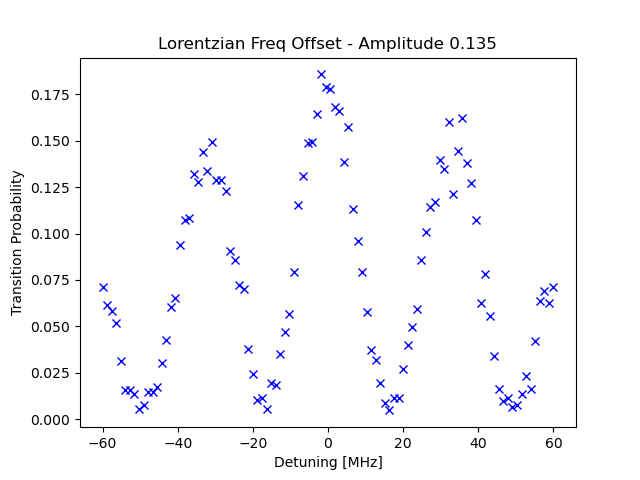 Lorentzian Freq Offset - Amplitude 0.135
Transition Probability
0.175
0.150
0.125
0.100
0.075
0.050
0.025
0.000
−60 −40 −20 0 20 40 60
Detuning [MHz]